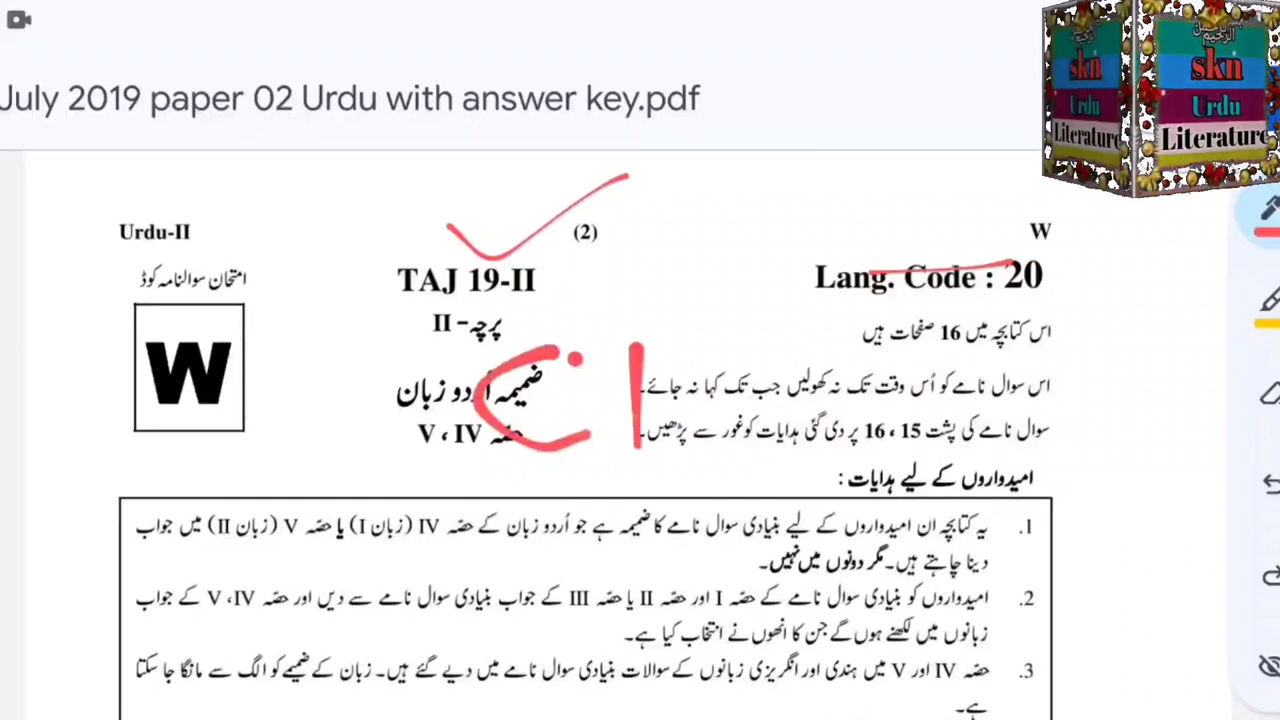 July 2019 paper 02 Urdu with answer key.pdf
skn
Urdu
Literature
skn
Urdu
Literature
Urdu-II
(2)
W
امتحان سوالنامہ کوڈ
TAJ 19-II
Lang. Code : 20
W
پرچہ - II
اس کتابچہ میں 16 صفحات ہیں
ضمیمہ اُردو زبان
اس سوال نامے کو اُس وقت تک نہ کھولیں جب تک کہا نہ جائے۔
حصّہ V ، IV
سوال نامے کی پشت 15 ، 16 پر دی گئی ہدایات کو غور سے پڑھیں۔
امیدواروں کے لیے ہدایات :
1. یہ کتابچہ ان امیدواروں کے لیے بنیادی سوال نامے کا ضمیمہ ہے جو اُردو زبان کے حصّہ IV (زبان I) یا حصّہ V (زبان II) میں جواب
دینا چاہتے ہیں۔ مگر دونوں میں نہیں۔
2. امیدواروں کو بنیادی سوال نامے کے حصّہ I اور حصّہ II یا حصّہ III کے جواب بنیادی سوال نامے سے دیں اور حصّہ V ،IV کے جواب
زبانوں میں لکھنے ہوں گے جن کا انھوں نے انتخاب کیا ہے۔
3. حصّہ IV اور V میں ہندی اور انگریزی زبانوں کے سوالات بنیادی سوال نامے میں دیے گئے ہیں۔ زبان کے ضمیمے کو الگ سے مانگا جا سکتا
ہے۔